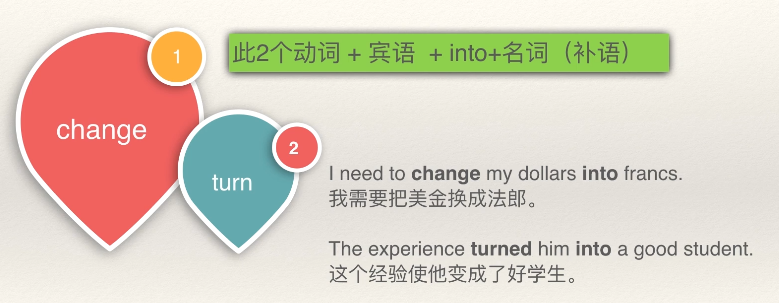 1
此2个动词 + 宾语 + into+名词（补语）
change
2
turn
I need to change my dollars into francs.
我需要把美金换成法郎。
The experience turned him into a good student.
这个经验使他变成了好学生。